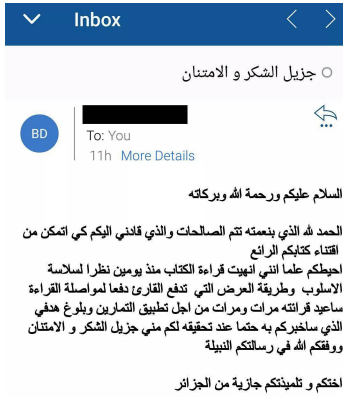 Inbox
جزيل الشكر و الامتنان
BD
To: You
11h More Details
السلام عليكم ورحمة الله وبركاته
الحمد لله الذي بنعمته تتم الصالحات والذي قادني اليكم كي اتمكن من
اقتناء كتابكم الرائع
احيطكم علما انني انهيت قراءة الكتاب منذ يومين نظرا لسلاسة
الاسلوب وطريقة العرض التي تدفع القارئ دفعا لمواصلة القراءة
ساعيد قرائته مرات ومرات من اجل تطبيق التمارين وبلوغ هدفي
الذي ساخبركم به حتما عند تحقيقه لكم مني جزيل الشكر و الامتنان
ووفقكم الله في رسالتكم النبيلة
اختكم و تلميذتكم جازية من الجزائر